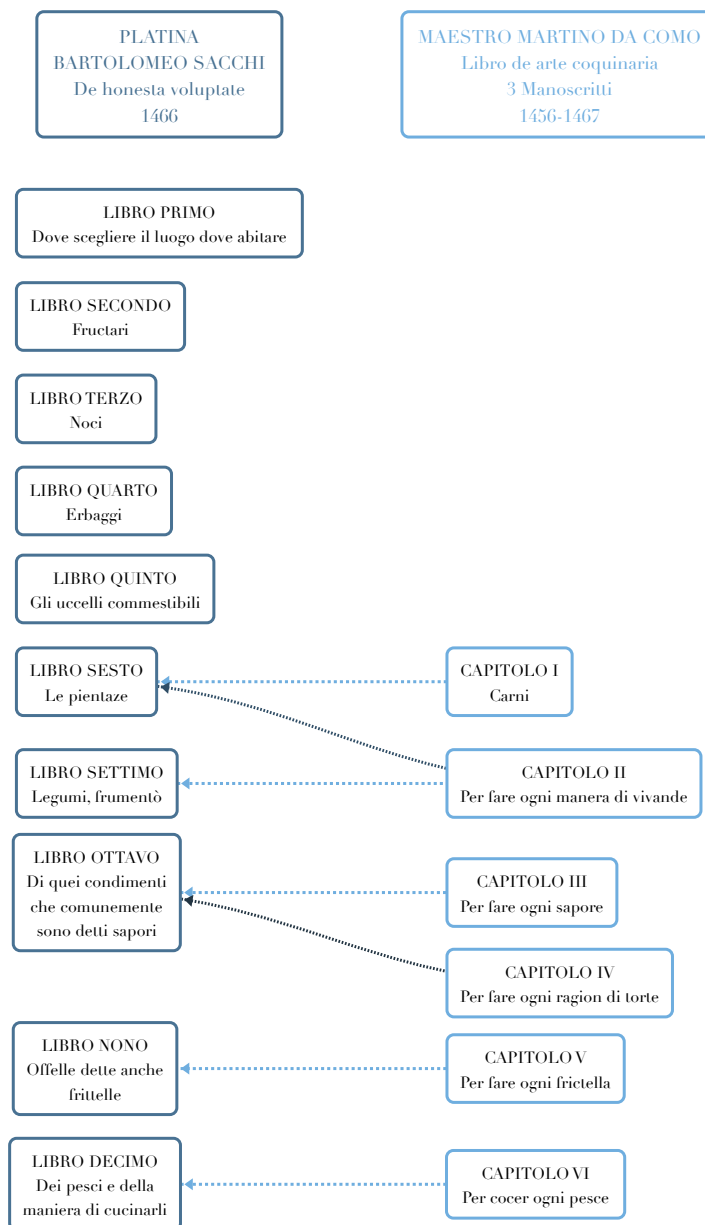 PLATINA
BARTOLOMEO SACCHI
De honesta voluptate
1466
MAESTRO MARTINO DA COMO
Libro de arte coquinaria
3 Manoscritti
1456-1467
LIBRO PRIMO
Dove scegliere il luogo dove abitare
LIBRO SECONDO
Fructari
LIBRO TERZO
Noci
LIBRO QUARTO
Erbaggi
LIBRO QUINTO
Gli uccelli commestibili
LIBRO SESTO
Le pientaze
CAPITOLO I
Carni
LIBRO SETTIMO
Legumi, frumentò
CAPITOLO II
Per fare ogni manera di vivande
LIBRO OTTAVO
Di quei condimenti
che comunemente
sono detti sapori
CAPITOLO III
Per fare ogni sapore
CAPITOLO IV
Per fare ogni ragion di torte
LIBRO NONO
Offelle dette anche
frittelle
CAPITOLO V
Per fare ogni frictella
LIBRO DECIMO
Dei pesci e della
maniera di cucinarli
CAPITOLO VI
Per cocer ogni pesce